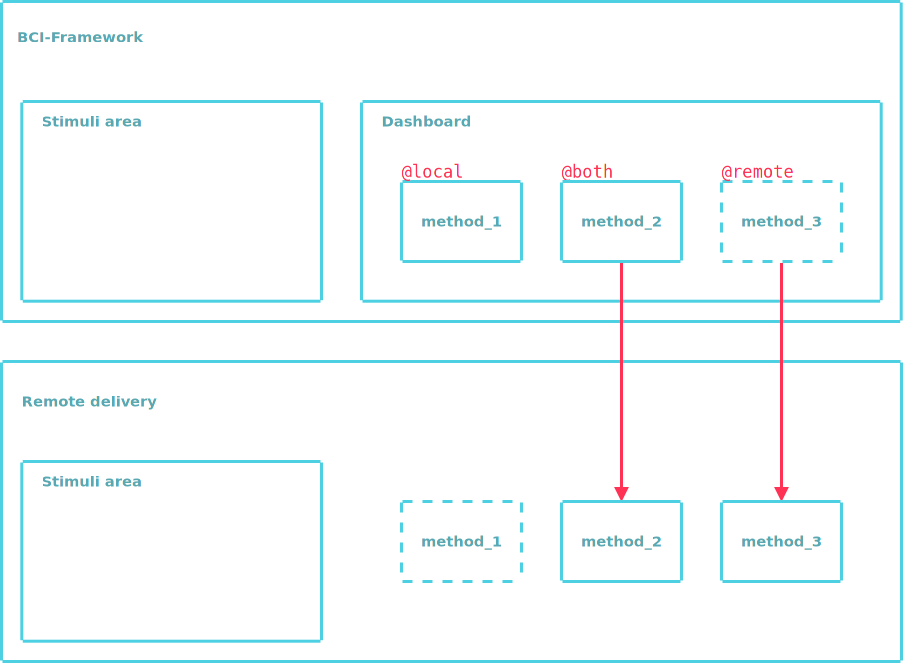 BCI-Framework
Stimuli area
Dashboard
@local
@both
@remote
method_1
method_2
method_3
Remote delivery
Stimuli area
method_1
method_2
method_3